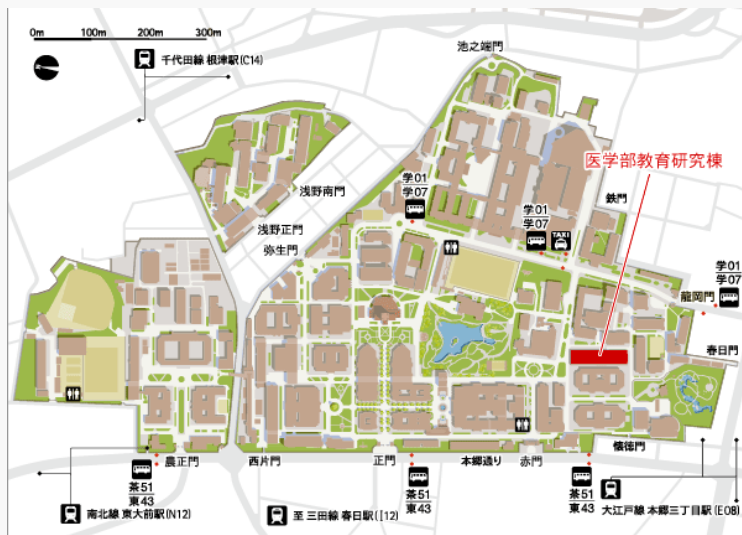 0m 100m 200m 300m
千代田線 根津駅(C14)
池之端門
医学部教育研究棟
学01
学07
浅野南門
浅野正門
弥生門
学01
学07
TAXI
鉄門
学01
学07
龍岡門
春日門
農正門
西片門
正門
本郷通り
赤門
懐徳門
茶51
東43
茶51
東43
茶51
東43
南北線 東大前駅(N12)
至 三田線 春日駅(I12)
大江戸線 本郷三丁目駅(E08)